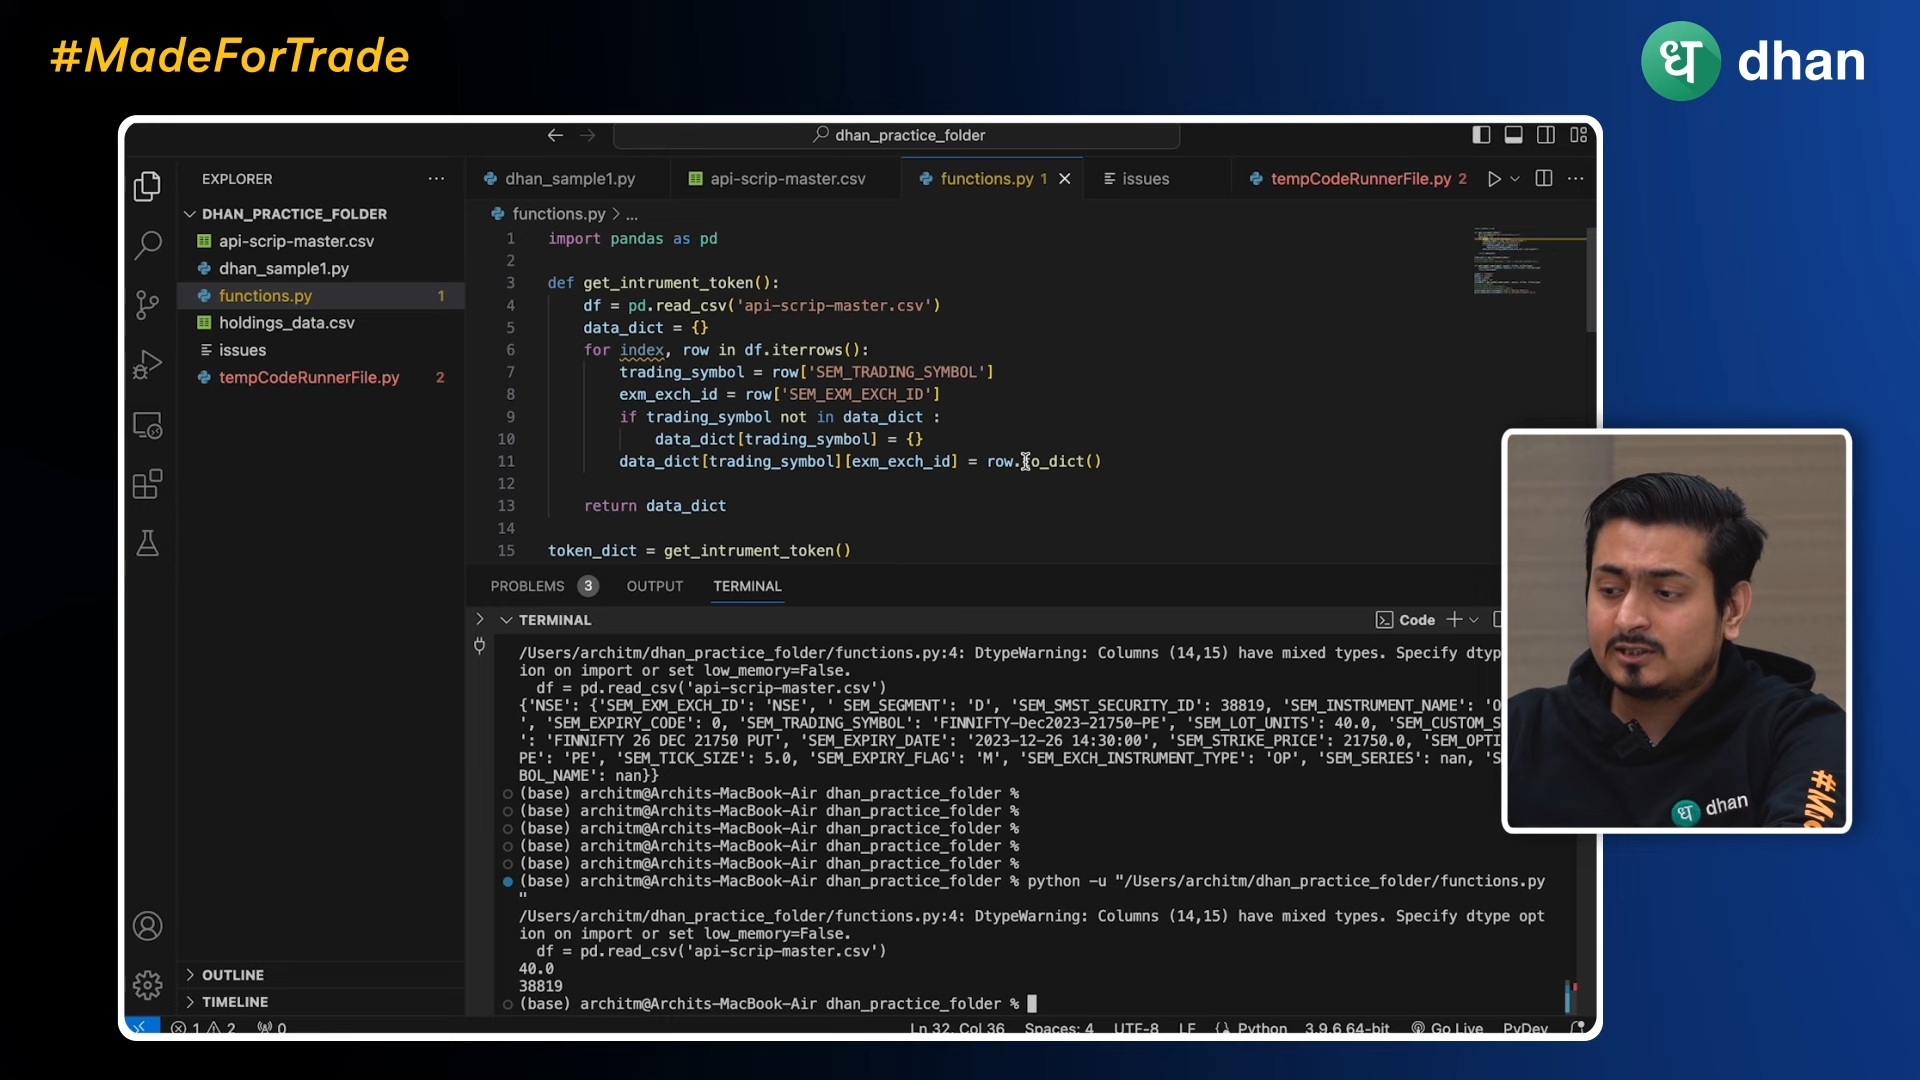 #MadeForTrade
ध dhan
dhan_practice_folder
EXPLORER
DHAN_PRACTICE_FOLDER
api-scrip-master.csv
dhan_sample1.py
functions.py 1
holdings_data.csv
issues
tempCodeRunnerFile.py 2
OUTLINE
TIMELINE
dhan_sample1.py api-scrip-master.csv functions.py 1 issues tempCodeRunnerFile.py 2
functions.py > ...
1 import pandas as pd
2
3 def get_intrument_token():
4 df = pd.read_csv('api-scrip-master.csv')
5 data_dict = {}
6 for index, row in df.iterrows():
7 trading_symbol = row['SEM_TRADING_SYMBOL']
8 exm_exch_id = row['SEM_EXM_EXCH_ID']
9 if trading_symbol not in data_dict :
10 data_dict[trading_symbol] = {}
11 data_dict[trading_symbol][exm_exch_id] = row.to_dict()
12
13 return data_dict
14
15 token_dict = get_intrument_token()
PROBLEMS 3 OUTPUT TERMINAL
TERMINAL
Code
/Users/architm/dhan_practice_folder/functions.py:4: DtypeWarning: Columns (14,15) have mixed types. Specify dtyp
ion on import or set low_memory=False.
df = pd.read_csv('api-scrip-master.csv')
{'NSE': {'SEM_EXM_EXCH_ID': 'NSE', ' SEM_SEGMENT': 'D', 'SEM_SMST_SECURITY_ID': 38819, 'SEM_INSTRUMENT_NAME': 'O
', 'SEM_EXPIRY_CODE': 0, 'SEM_TRADING_SYMBOL': 'FINNIFTY-Dec2023-21750-PE', 'SEM_LOT_UNITS': 40.0, 'SEM_CUSTOM_S
': 'FINNIFTY 26 DEC 21750 PUT', 'SEM_EXPIRY_DATE': '2023-12-26 14:30:00', 'SEM_STRIKE_PRICE': 21750.0, 'SEM_OPTI
PE': 'PE', 'SEM_TICK_SIZE': 5.0, 'SEM_EXPIRY_FLAG': 'M', 'SEM_EXCH_INSTRUMENT_TYPE': 'OP', 'SEM_SERIES': nan, 'S
BOL_NAME': nan}}
(base) architm@Archits-MacBook-Air dhan_practice_folder %
(base) architm@Archits-MacBook-Air dhan_practice_folder %
(base) architm@Archits-MacBook-Air dhan_practice_folder %
(base) architm@Archits-MacBook-Air dhan_practice_folder %
(base) architm@Archits-MacBook-Air dhan_practice_folder %
(base) architm@Archits-MacBook-Air dhan_practice_folder % python -u "/Users/architm/dhan_practice_folder/functions.py
"
/Users/architm/dhan_practice_folder/functions.py:4: DtypeWarning: Columns (14,15) have mixed types. Specify dtype opt
ion on import or set low_memory=False.
df = pd.read_csv('api-scrip-master.csv')
40.0
38819
(base) architm@Archits-MacBook-Air dhan_practice_folder %
1 2 0 Ln 32, Col 36 Spaces: 4 UTF-8 LF Python 3.9.6 64-bit Go Live PyDev
ध dhan